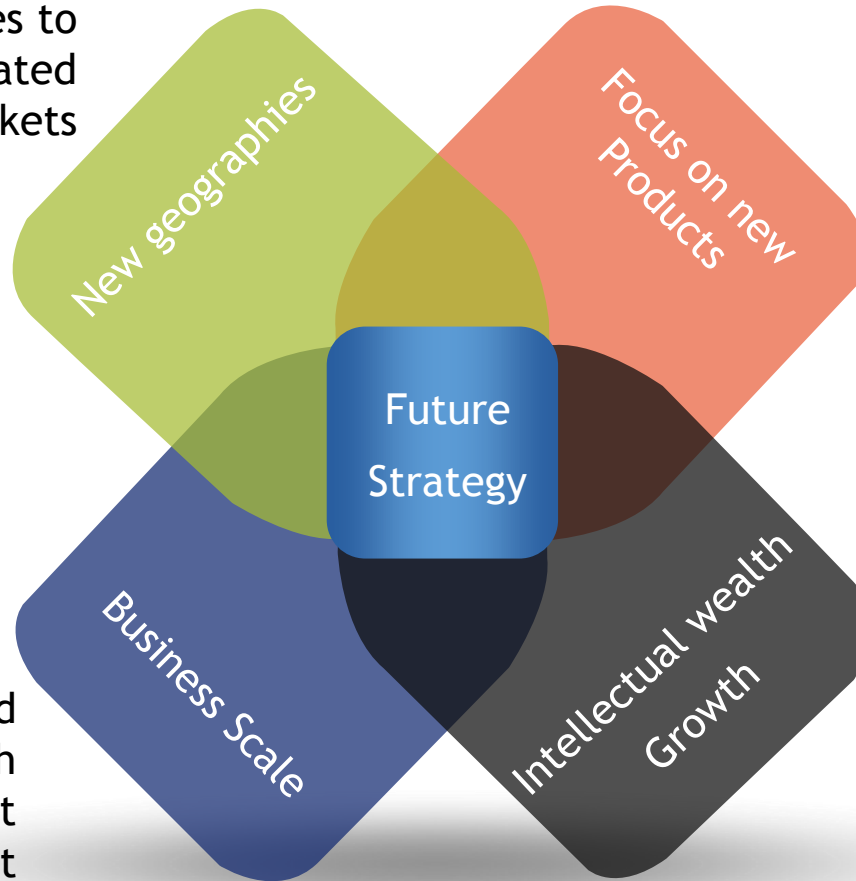 es to
ated
kets
New geographies
Focus on new
Products
Future
Strategy
Business Scale
Intellectual wealth
Growth
d
h
t
t